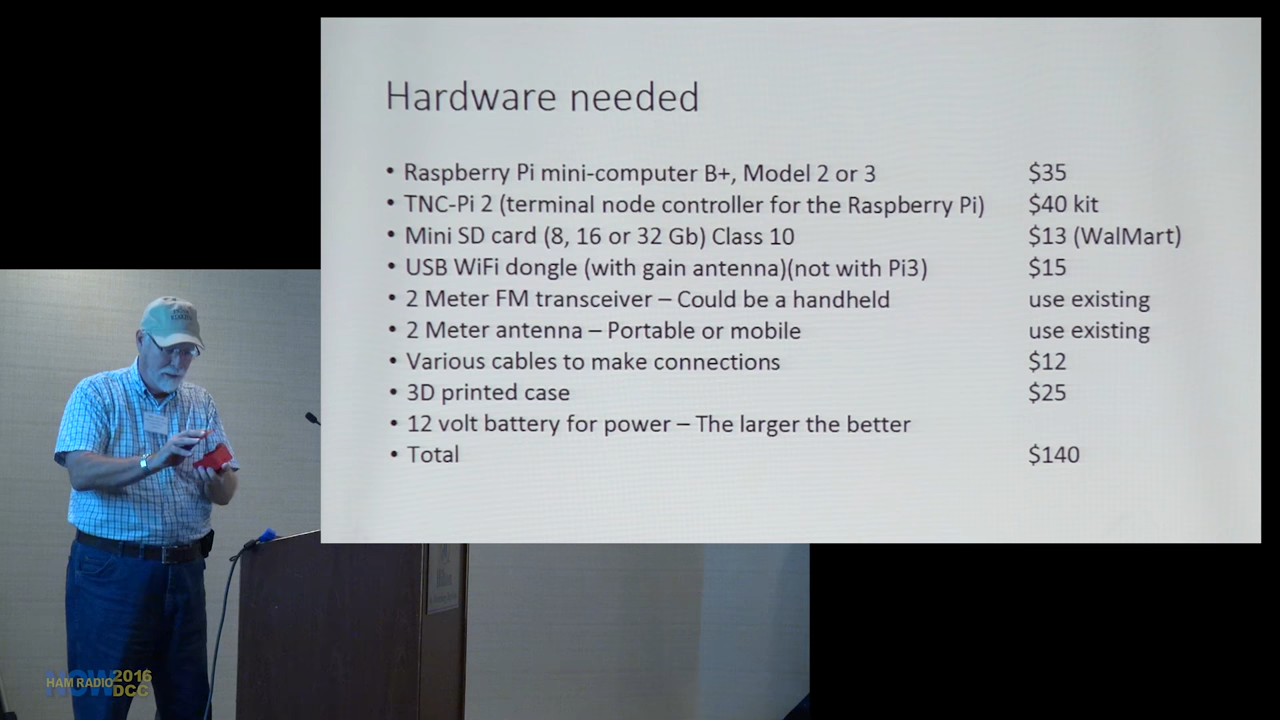 Hardware needed
• Raspberry Pi mini-computer B+, Model 2 or 3 $35
• TNC-Pi 2 (terminal node controller for the Raspberry Pi) $40 kit
• Mini SD card (8, 16 or 32 Gb) Class 10 $13 (WalMart)
• USB WiFi dongle (with gain antenna)(not with Pi3) $15
• 2 Meter FM transceiver – Could be a handheld use existing
• 2 Meter antenna – Portable or mobile use existing
• Various cables to make connections $12
• 3D printed case $25
• 12 volt battery for power – The larger the better
• Total $140
HAM RADIO NOW 2016
DCC